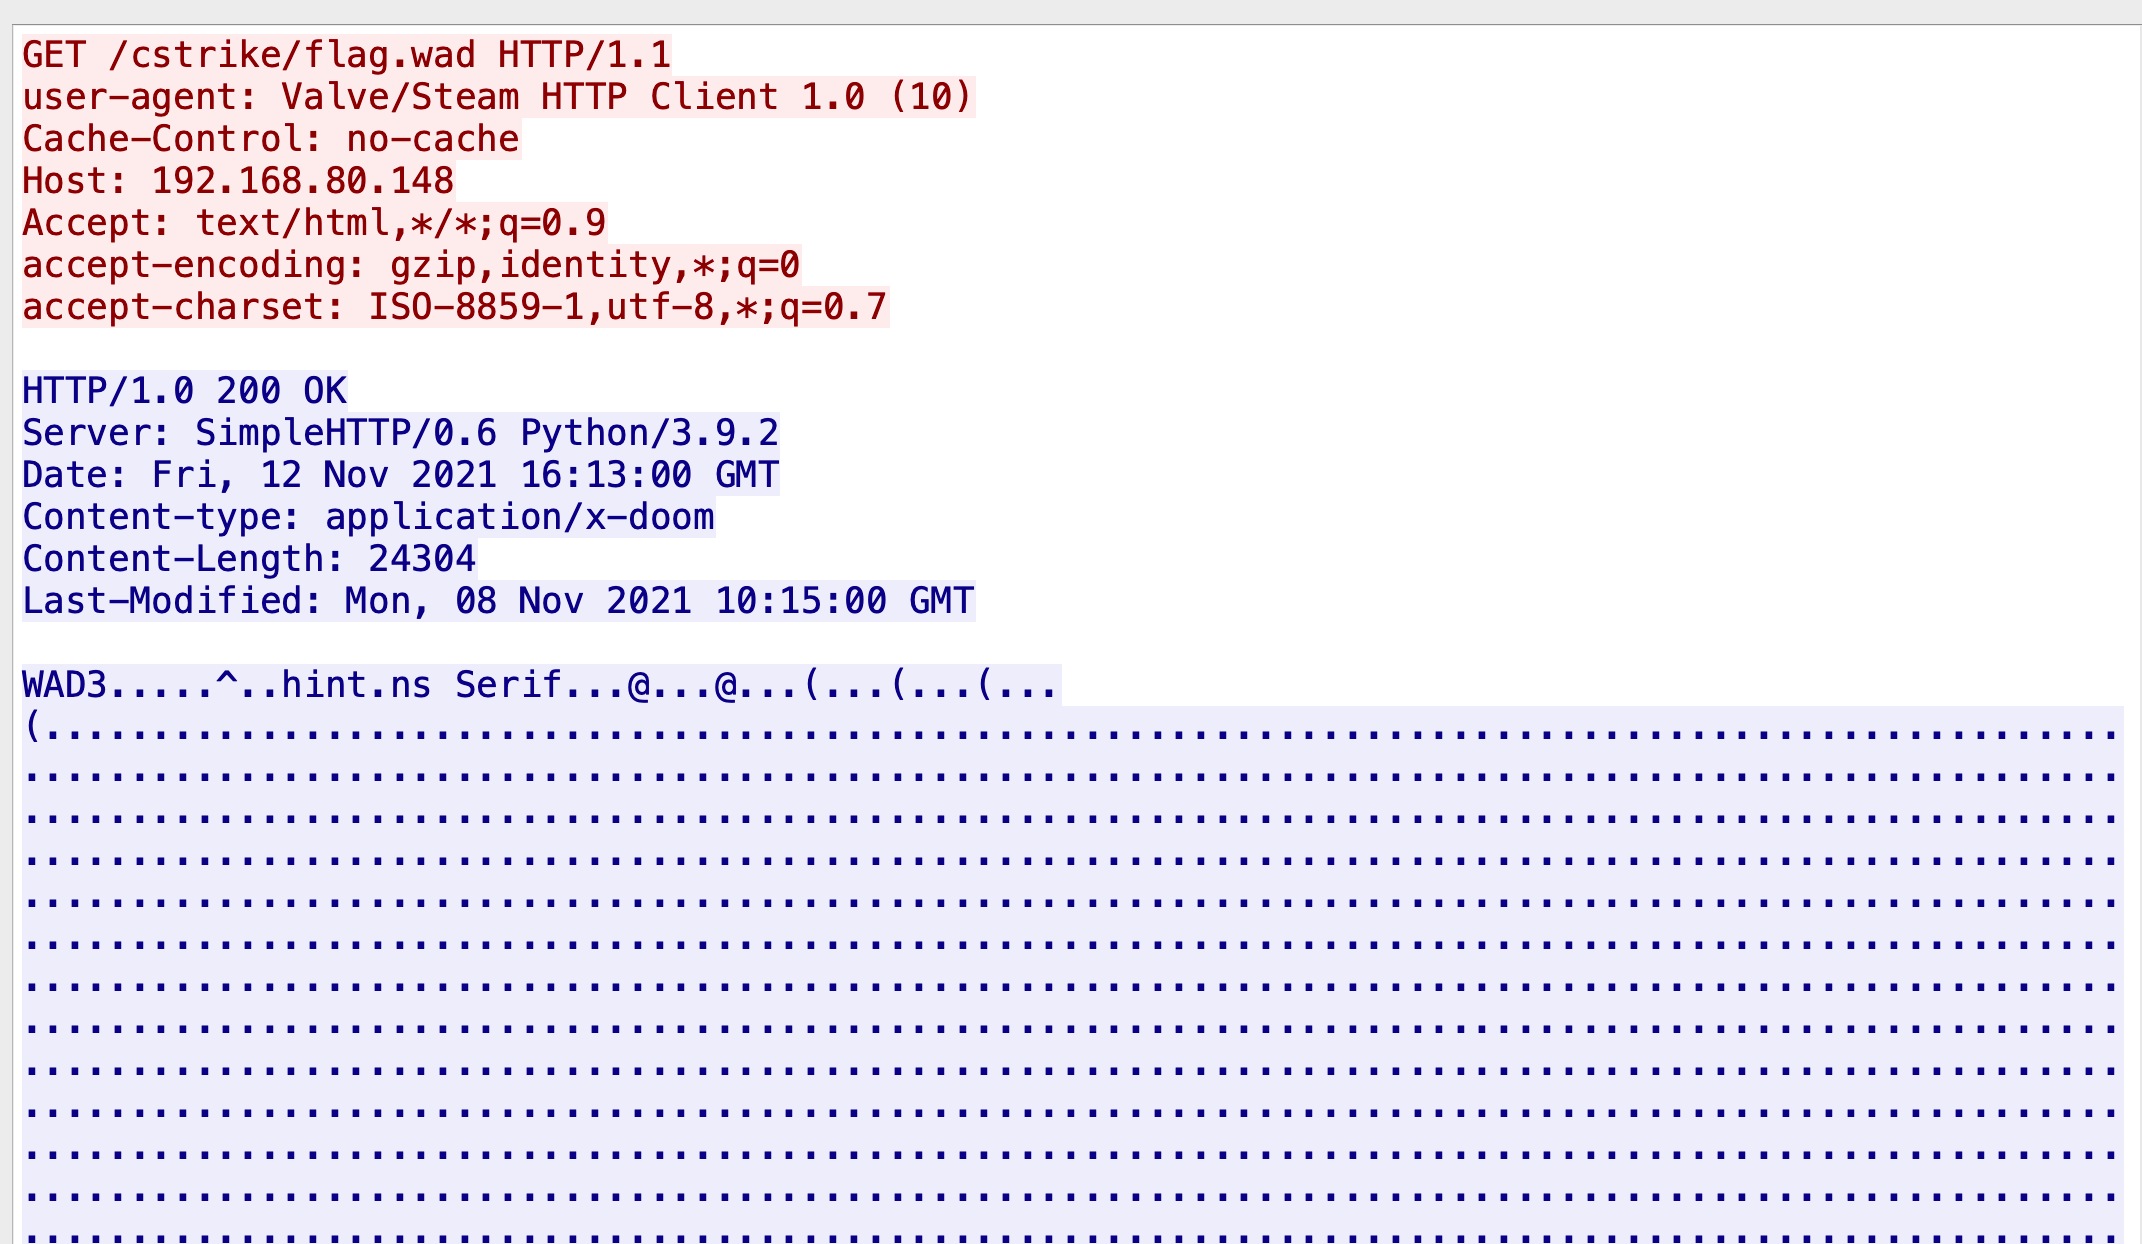 GET /cstrike/flag.wad HTTP/1.1
user-agent: Valve/Steam HTTP Client 1.0 (10)
Cache-Control: no-cache
Host: 192.168.80.148
Accept: text/html,*/*;q=0.9
accept-encoding: gzip,identity,*;q=0
accept-charset: ISO-8859-1,utf-8,*;q=0.7
HTTP/1.0 200 OK
Server: SimpleHTTP/0.6 Python/3.9.2
Date: Fri, 12 Nov 2021 16:13:00 GMT
Content-type: application/x-doom
Content-Length: 24304
Last-Modified: Mon, 08 Nov 2021 10:15:00 GMT
WAD3.....^..hint.ns Serif...@...@...(...(...(...
(................................................................................................
.................................................................................................
.................................................................................................
.................................................................................................
.................................................................................................
.................................................................................................
.................................................................................................
.................................................................................................
.................................................................................................
.................................................................................................
.................................................................................................
.................................................................................................
.................................................................................................